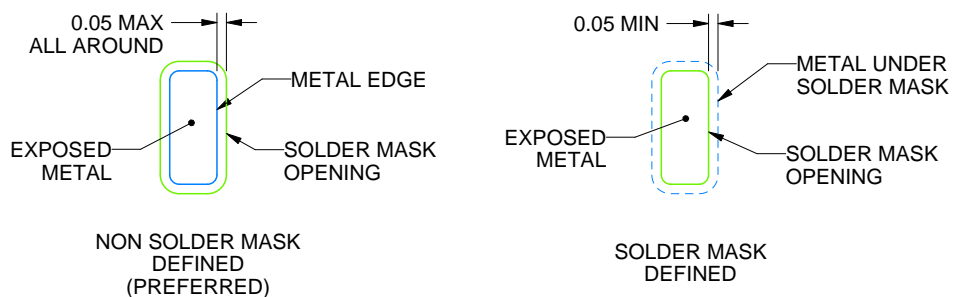 0.05 MAX
ALL AROUND
METAL EDGE
EXPOSED
METAL
SOLDER MASK
OPENING
NON SOLDER MASK
DEFINED
(PREFERRED)
0.05 MIN
METAL UNDER
SOLDER MASK
EXPOSED
METAL
SOLDER MASK
OPENING
SOLDER MASK
DEFINED